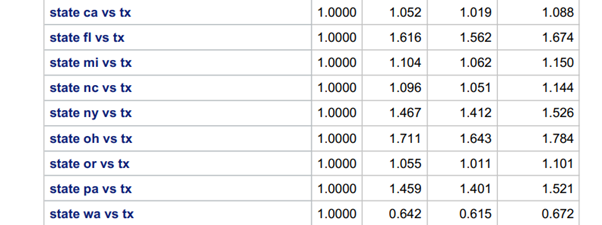 state ca vs tx 1.0000 1.052 1.019 1.088
state fl vs tx 1.0000 1.616 1.562 1.674
state mi vs tx 1.0000 1.104 1.062 1.150
state nc vs tx 1.0000 1.096 1.051 1.144
state ny vs tx 1.0000 1.467 1.412 1.526
state oh vs tx 1.0000 1.711 1.643 1.784
state or vs tx 1.0000 1.055 1.011 1.101
state pa vs tx 1.0000 1.459 1.401 1.521
state wa vs tx 1.0000 0.642 0.615 0.672